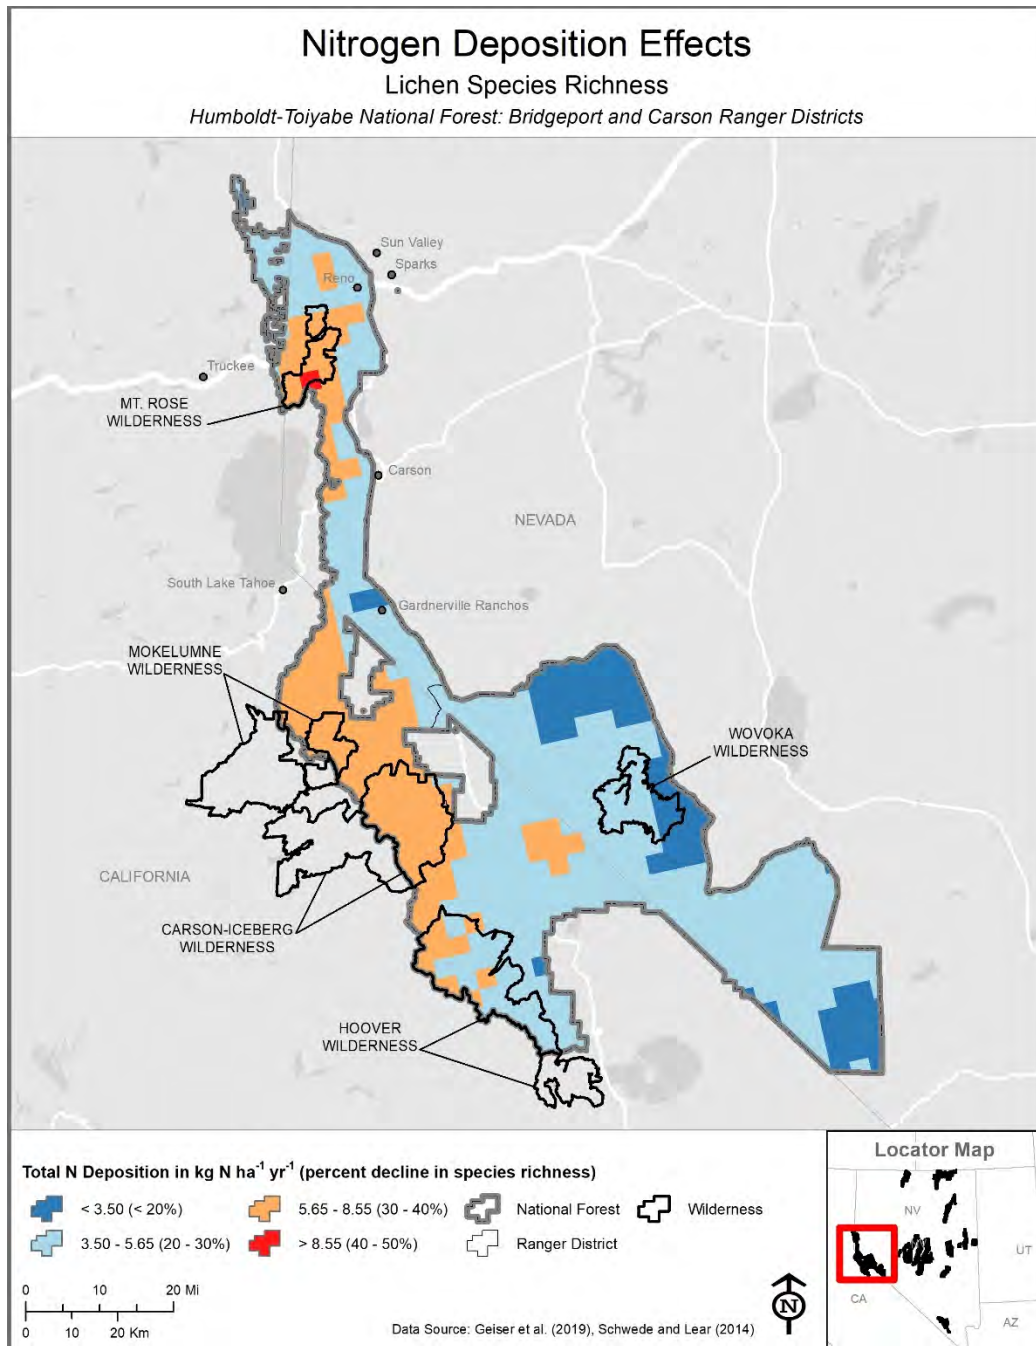 Nitrogen Deposition Effects
Lichen Species Richness
Humboldt-Toiyabe National Forest: Bridgeport and Carson Ranger Districts
Sun Valley
Sparks
Reno
Truckee
MT. ROSE
WILDERNESS
Carson
NEVADA
South Lake Tahoe
Gardnerville Ranchos
MOKELUMNE
WILDERNESS
WOVOKA
WILDERNESS
CALIFORNIA
CARSON-ICEBERG
WILDERNESS
HOOVER
WILDERNESS
Total N Deposition in kg N ha⁻¹ yr⁻¹ (percent decline in species richness)
< 3.50 (< 20%)
5.65 - 8.55 (30 - 40%)
National Forest
Wilderness
3.50 - 5.65 (20 - 30%)
> 8.55 (40 - 50%)
Ranger District
0 10 20 Mi
0 10 20 Km
N
Data Source: Geiser et al. (2019), Schwede and Lear (2014)
Locator Map
NV
UT
CA
AZ